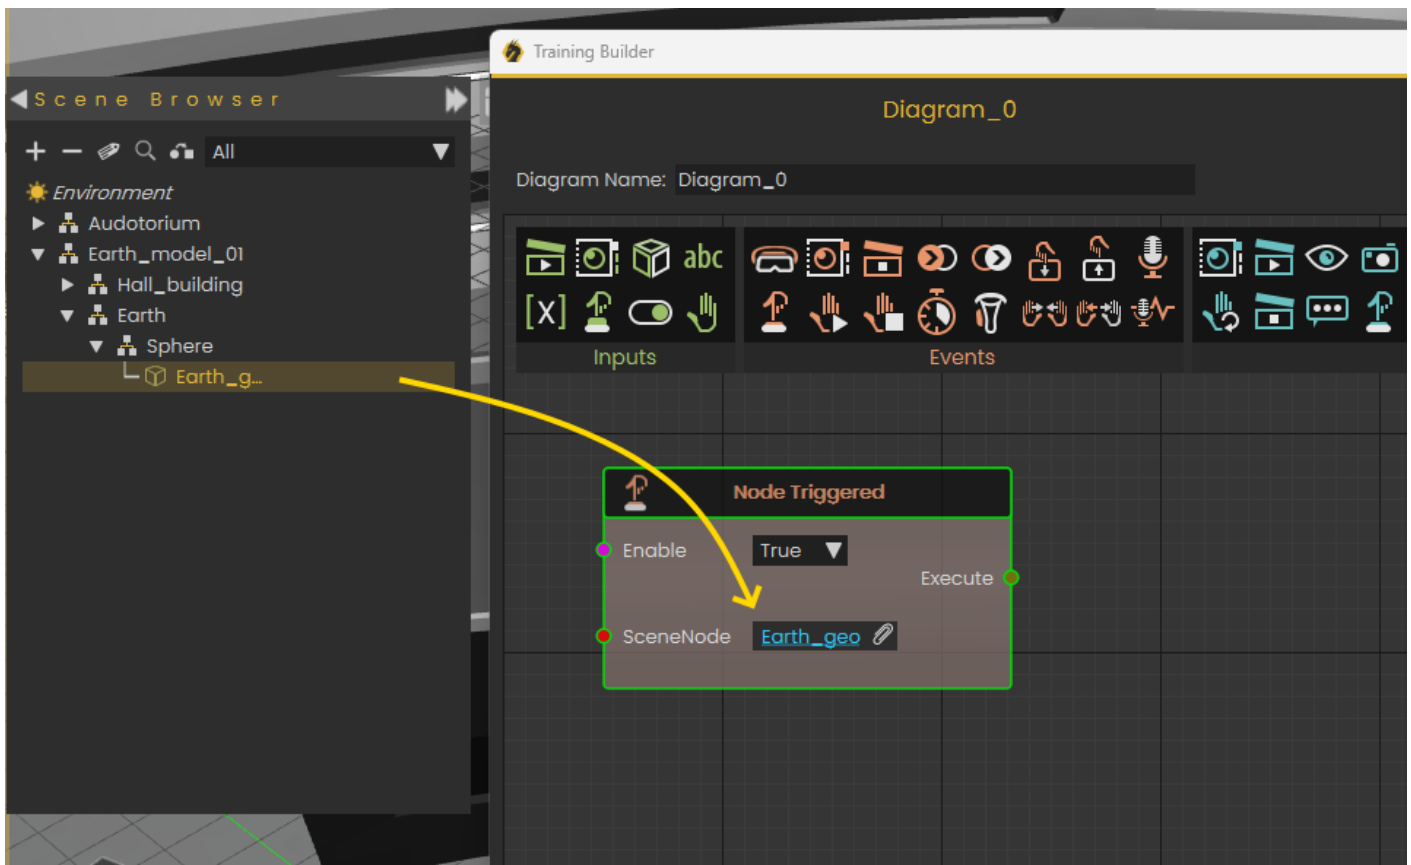 Training Builder
Scene Browser
All
Environment
Audotorium
Earth_model_01
Hall_building
Earth
Sphere
Earth_g...
Diagram_0
Diagram Name: Diagram_0
abc
[X]
Inputs
Events
Node Triggered
Enable True
Execute
SceneNode Earth_geo